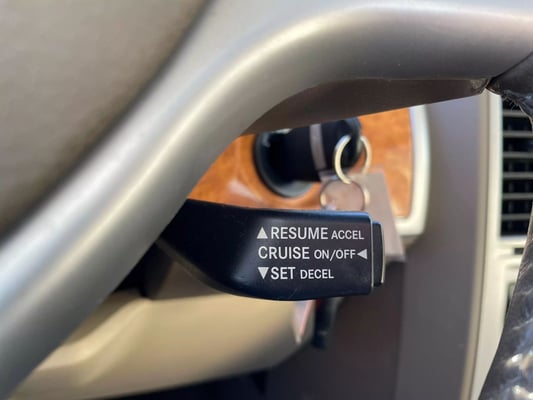 ▲RESUME ACCEL
CRUISE ON/OFF◀
▼SET DECEL